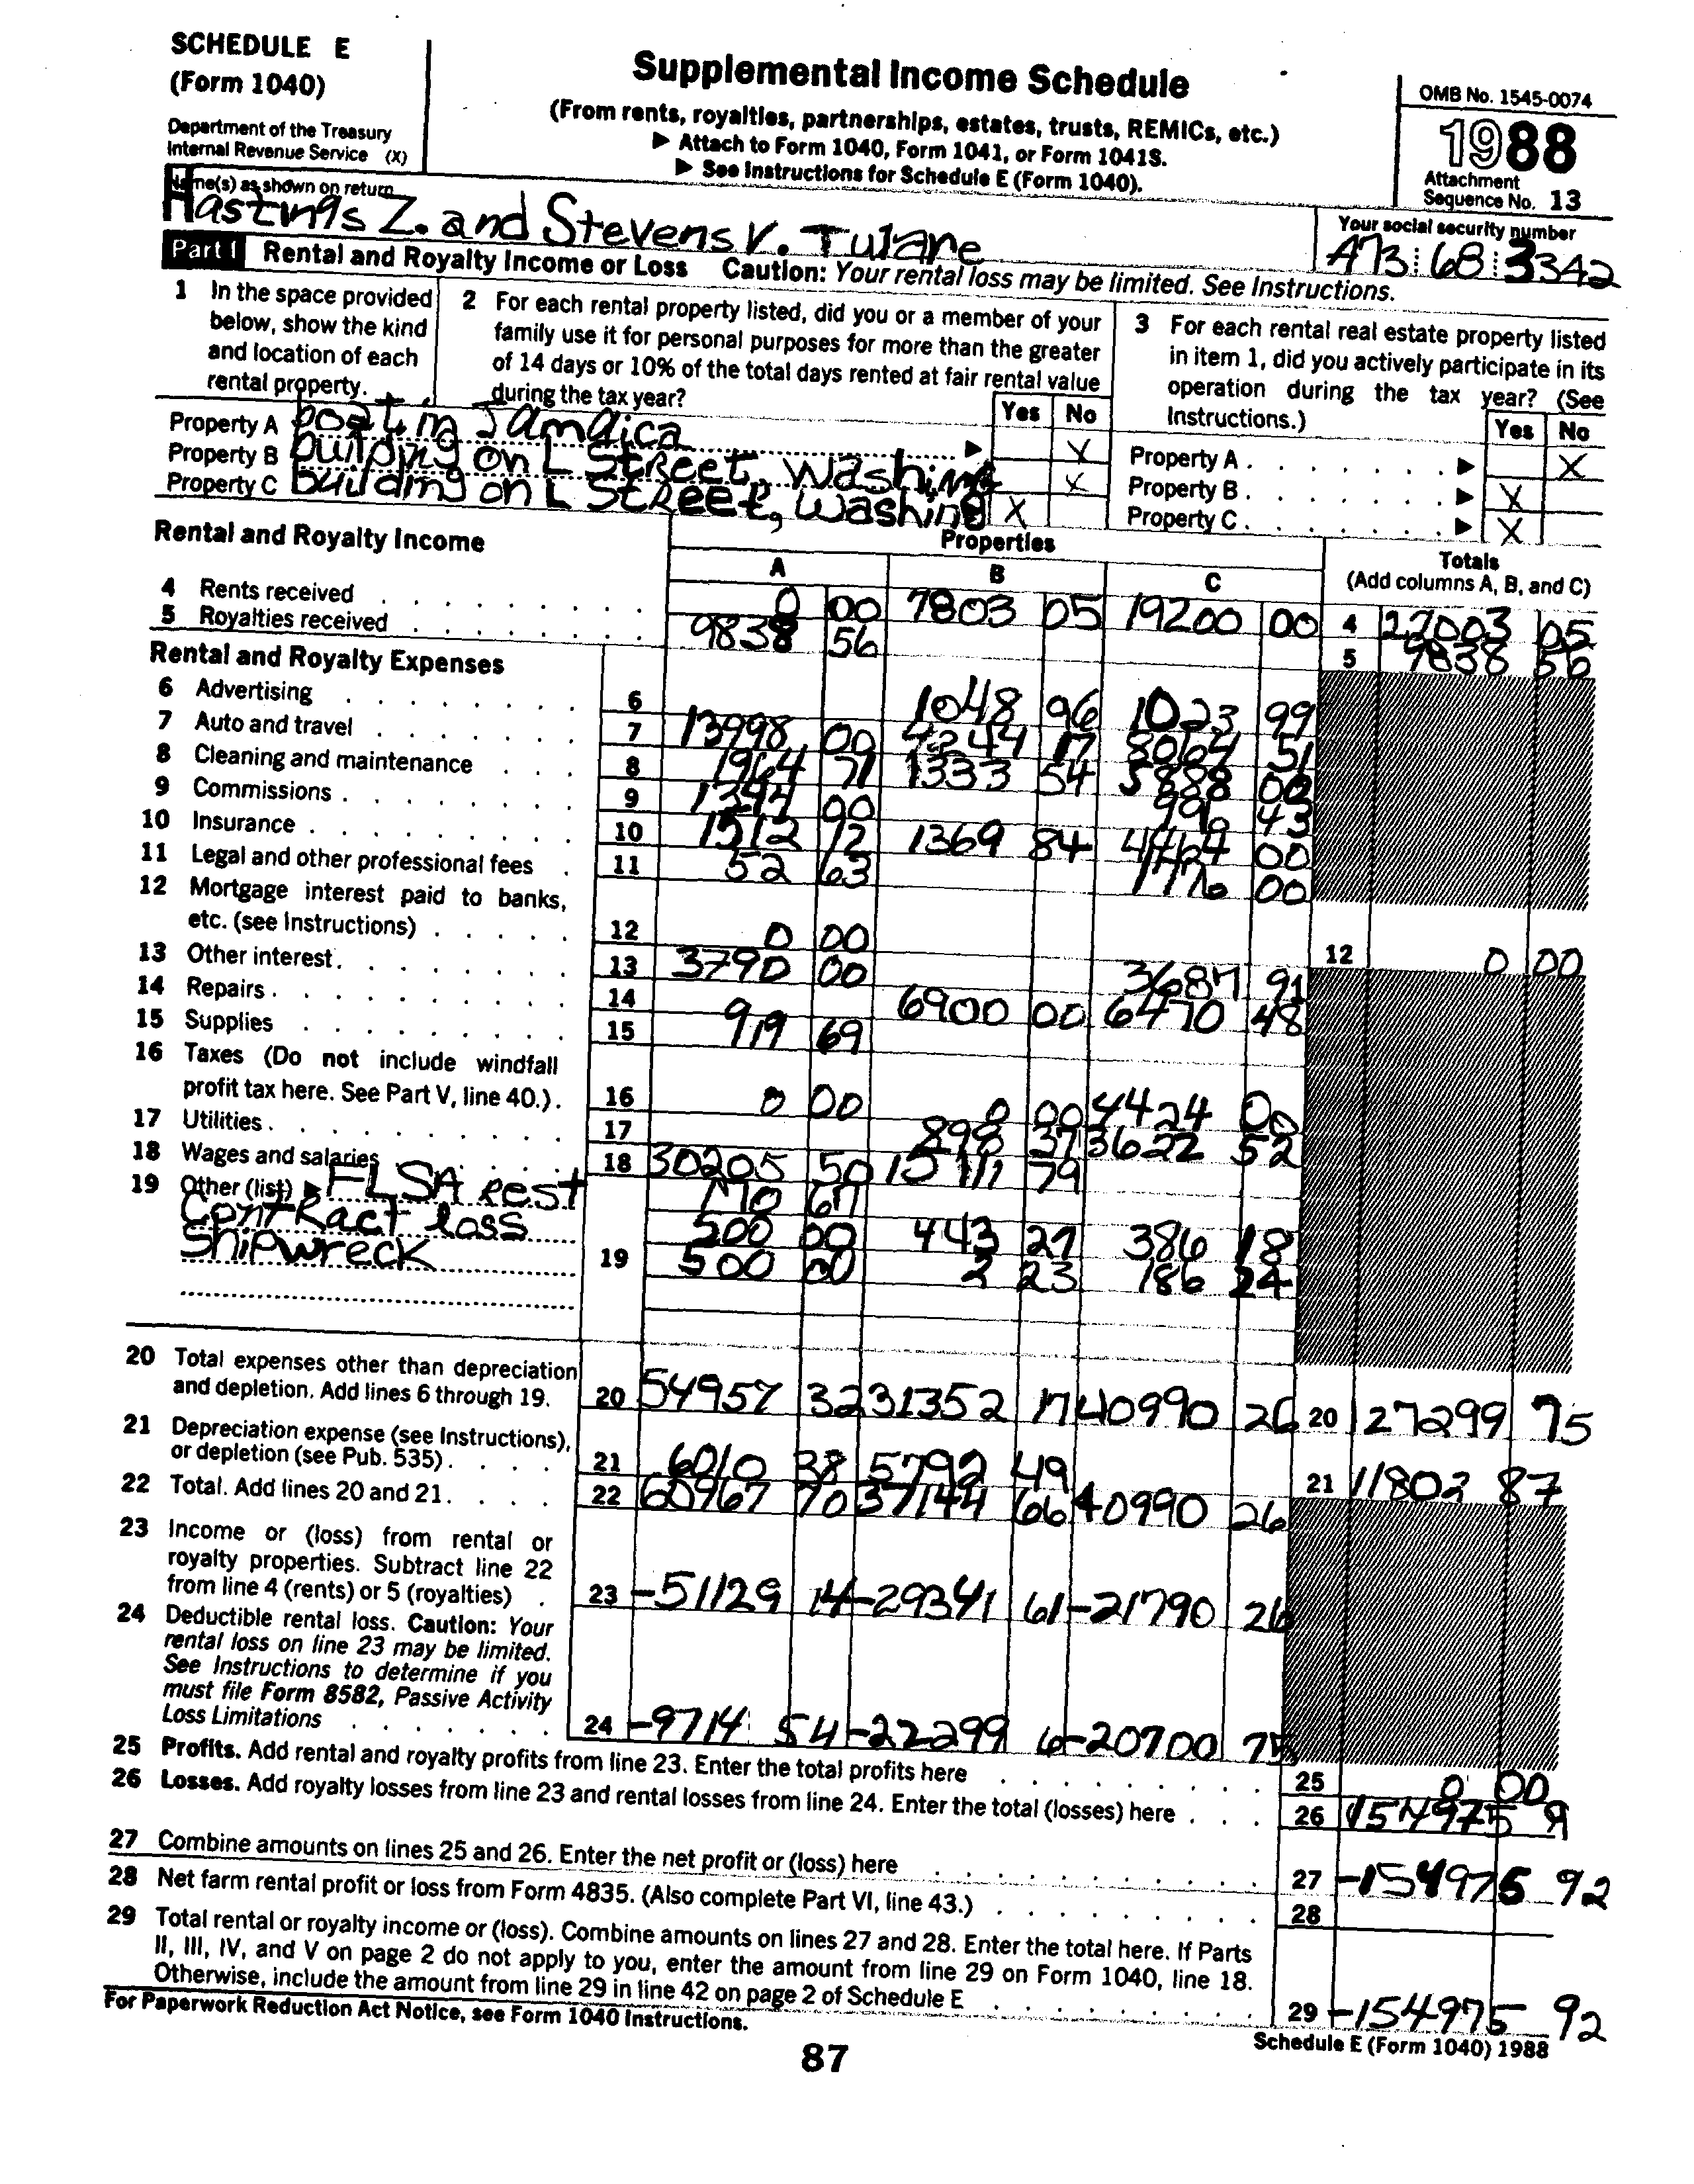 SCHEDULE E
(Form 1040)
Department of the Treasury
Internal Revenue Service (X)
Supplemental Income Schedule
(From rents, royalties, partnerships, estates, trusts, REMICs, etc.)
▶ Attach to Form 1040, Form 1041, or Form 1041S.
▶ See Instructions for Schedule E (Form 1040).
OMB No. 1545-0074
1988
Attachment
Sequence No. 13
Name(s) as shown on return
Hastings Z. and Stevens V. Tulane
Your social security number
473 68 3342
Part I Rental and Royalty Income or Loss Caution: Your rental loss may be limited. See Instructions.
1 In the space provided below, show the kind and location of each rental property.
2 For each rental property listed, did you or a member of your family use it for personal purposes for more than the greater of 14 days or 10% of the total days rented at fair rental value during the tax year?
3 For each rental real estate property listed in item 1, did you actively participate in its operation during the tax year? (See Instructions.)
Yes No
Yes No
Property A boat in Jamaica ▶ X
Property B building on L Street, Washing X
Property C building on L Street, Washing X
Property A ▶ X
Property B ▶ X
Property C ▶ X
Rental and Royalty Income
Properties
A B C
Totals
(Add columns A, B, and C)
4 Rents received 0 00 7803 05 19200 00 4 27003 05
5 Royalties received 9838 56 5 9838 56
Rental and Royalty Expenses
6 Advertising 6 1048 96 1023 99
7 Auto and travel 7 13998 00 4244 17 8064 51
8 Cleaning and maintenance 8 1964 71 1333 54 5888 00
9 Commissions 9 00 996 43
10 Insurance 10 1512 12 1369 84 4464 00
11 Legal and other professional fees 11 52 63 1776 00
12 Mortgage interest paid to banks, etc. (see Instructions) 12 0 00 12 0 00
13 Other interest 13 3790 00 3687 91
14 Repairs 14 6900 00 6470 48
15 Supplies 15 919 69
16 Taxes (Do not include windfall profit tax here. See Part V, line 40.) 16 0 00 0 00 4424 00
17 Utilities 17 898 37 3622 52
18 Wages and salaries 18 30205 50 15111 79
19 Other (list) ▶ FLSA Rest 67
Contract loss 500 00 443 27 386 18
Shipwreck 19 500 00 2 23 186 24
20 Total expenses other than depreciation and depletion. Add lines 6 through 19. 20 54957 32 31352 17 40990 26 20 127299 75
21 Depreciation expense (see Instructions), or depletion (see Pub. 535) 21 6010 38 5792 49 21 11802 87
22 Total. Add lines 20 and 21. 22 60967 70 37144 66 40990 26
23 Income or (loss) from rental or royalty properties. Subtract line 22 from line 4 (rents) or 5 (royalties) 23 -51129 14 -29341 61 -21790 26
24 Deductible rental loss. Caution: Your rental loss on line 23 may be limited. See Instructions to determine if you must file Form 8582, Passive Activity Loss Limitations 24 -9714 54 -22299 6 -20700 75
25 Profits. Add rental and royalty profits from line 23. Enter the total profits here 25 0 00
26 Losses. Add royalty losses from line 23 and rental losses from line 24. Enter the total (losses) here 26 154975 9
27 Combine amounts on lines 25 and 26. Enter the net profit or (loss) here 27 -154975 92
28 Net farm rental profit or loss from Form 4835. (Also complete Part VI, line 43.) 28
29 Total rental or royalty income or (loss). Combine amounts on lines 27 and 28. Enter the total here. If Parts II, III, IV, and V on page 2 do not apply to you, enter the amount from line 29 on Form 1040, line 18. Otherwise, include the amount from line 29 in line 42 on page 2 of Schedule E 29 -154975 92
For Paperwork Reduction Act Notice, see Form 1040 Instructions.
Schedule E (Form 1040) 1988
87